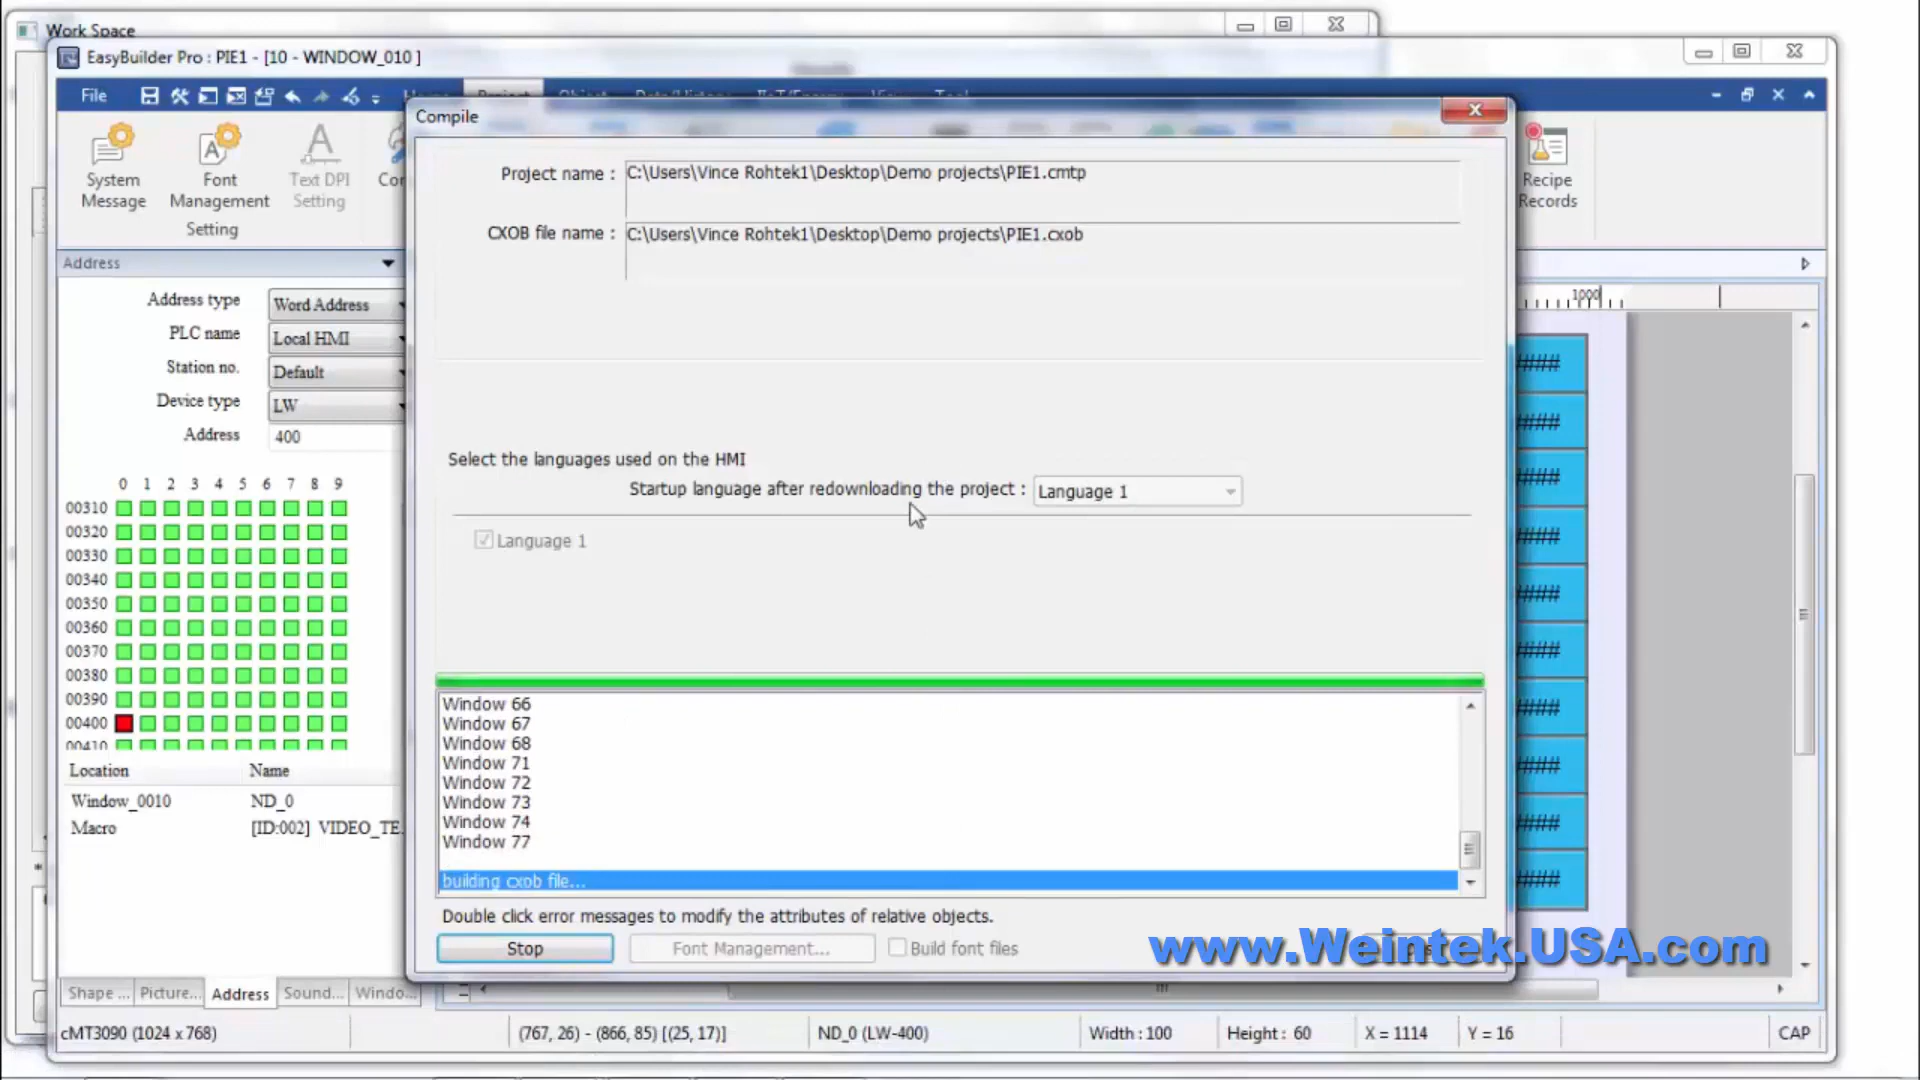 Work Space
EasyBuilder Pro : PIE1 - [10 - WINDOW_010 ]
File
Project
View
Tool
System Message
Font Management
Text DPI Setting
Setting
Recipe Records
Compile
Project name : C:\Users\Vince Rohtek1\Desktop\Demo projects\PIE1.cmtp
CXOB file name : C:\Users\Vince Rohtek1\Desktop\Demo projects\PIE1.cxob
Address
Address type Word Address
PLC name Local HMI
Station no. Default
Device type LW
Address 400
0 1 2 3 4 5 6 7 8 9
00310
00320
00330
00340
00350
00360
00370
00380
00390
00400
00410
Location Name
Window_0010 ND_0
Macro [ID:002] VIDEO_TE...
Select the languages used on the HMI
Startup language after redownloading the project : Language 1
Language 1
Window 66
Window 67
Window 68
Window 71
Window 72
Window 73
Window 74
Window 77
building cxob file...
Double click error messages to modify the attributes of relative objects.
Stop Font Management... Build font files
1000
####
####
####
####
####
####
####
####
####
####
www.Weintek.USA.com
Shape ... Picture... Address Sound... Windo...
cMT3090 (1024 x 768) (767, 26) - (866, 85) [(25, 17)] ND_0 (LW-400) Width : 100 Height : 60 X = 1114 Y = 16 CAP